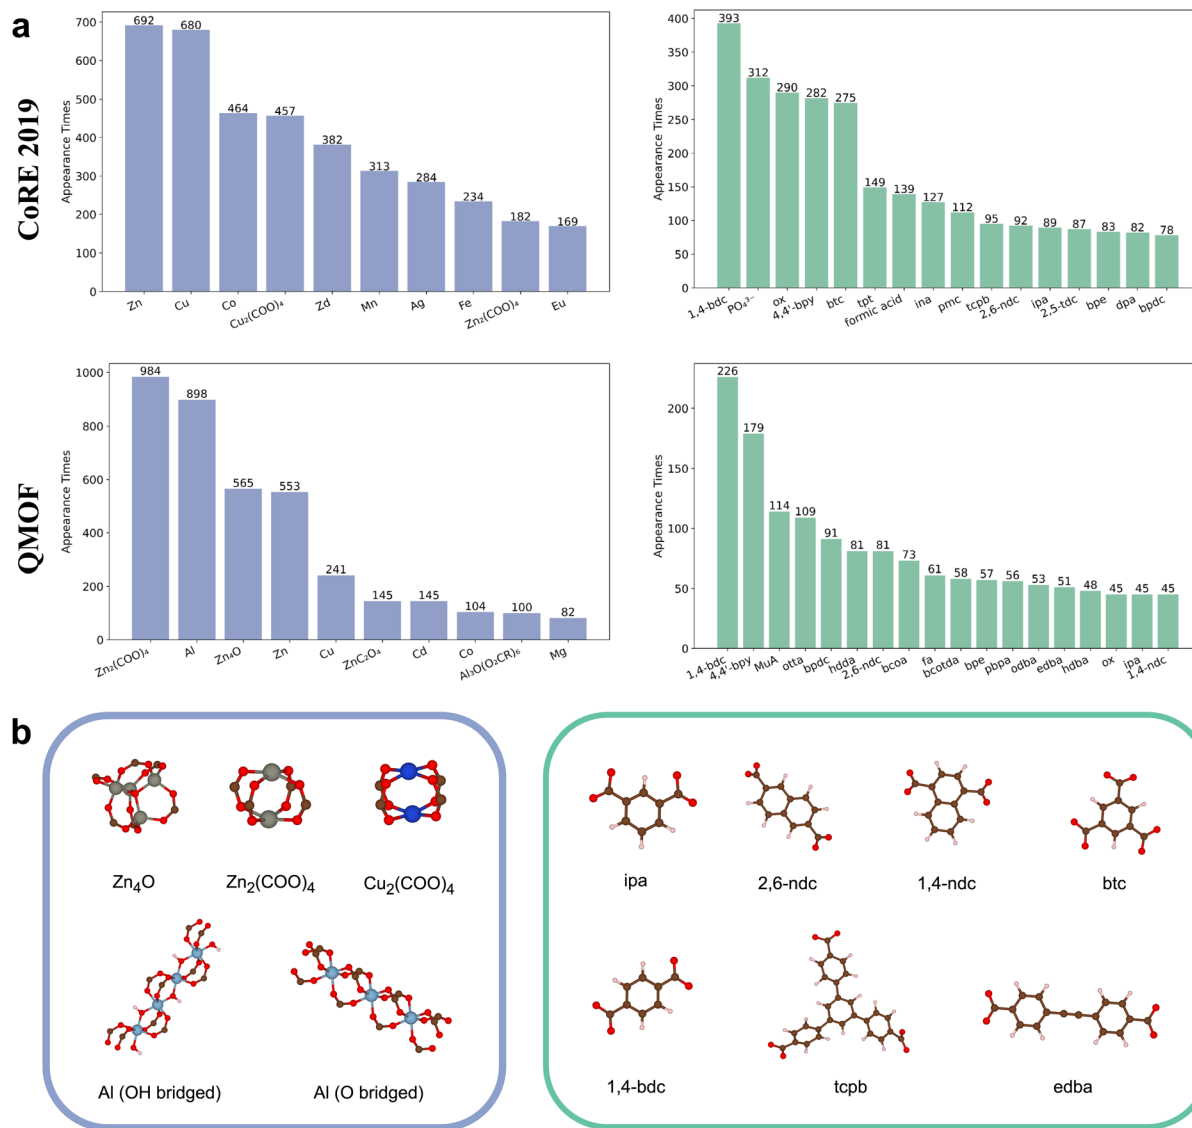 a
CoRE 2019
Appearance Times
700
600
500
400
300
200
100
0
692
680
464
457
382
313
284
234
182
169
Zn
Cu
Co
Cu₂(COO)₄
Zd
Mn
Ag
Fe
Zn₂(COO)₄
Eu
Appearance Times
400
350
300
250
200
150
100
50
0
393
312
290
282
275
149
139
127
112
95
92
89
87
83
82
78
1,4-bdc
PO₄³⁻
ox
4,4'-bpy
btc
tpt
formic acid
ina
pmc
tcpb
2,6-ndc
ipa
2,5-tdc
bpe
dpa
bpdc
QMOF
Appearance Times
1000
800
600
400
200
0
984
898
565
553
241
145
145
104
100
82
Zn₂(COO)₄
Al
Zn₄O
Zn
Cu
ZnC₂O₄
Cd
Co
Al₃O(O₂CR)₆
Mg
Appearance Times
200
150
100
50
0
226
179
114
109
91
81
81
73
61
58
57
56
53
51
48
45
45
45
1,4-bdc
4,4'-bpy
MuA
otta
bpdc
hdda
2,6-ndc
bcoa
fa
bcotda
bpe
pbpa
odba
edba
hdba
ox
ipa
1,4-ndc
b
Zn₄O
Zn₂(COO)₄
Cu₂(COO)₄
Al (OH bridged)
Al (O bridged)
ipa
2,6-ndc
1,4-ndc
btc
1,4-bdc
tcpb
edba